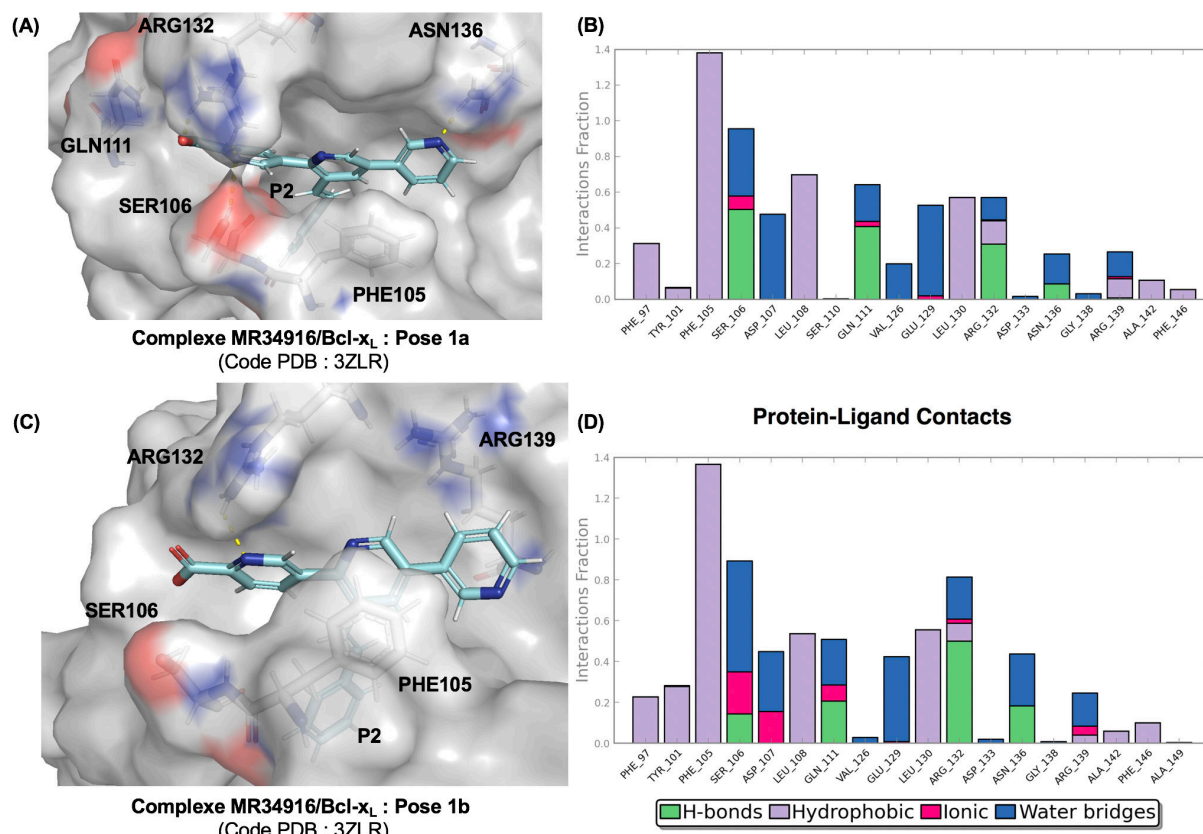 (A)
ARG132
ASN136
GLN111
SER106
P2
PHE105
Complexe MR34916/Bcl-xL : Pose 1a
(Code PDB : 3ZLR)
(B)
Interactions Fraction
1.4
1.2
1.0
0.8
0.6
0.4
0.2
0.0
PHE_97 TYR_101 PHE_105 SER_106 ASP_107 LEU_108 SER_110 GLN_111 VAL_126 GLU_129 LEU_130 ARG_132 ASP_133 ASN_136 GLY_138 ARG_139 ALA_142 PHE_146
(C)
ARG132
ARG139
SER106
PHE105
P2
Complexe MR34916/Bcl-xL : Pose 1b
(Code PDB : 3ZLR)
Protein-Ligand Contacts
(D)
Interactions Fraction
1.4
1.2
1.0
0.8
0.6
0.4
0.2
0.0
PHE_97 TYR_101 PHE_105 SER_106 ASP_107 LEU_108 GLN_111 VAL_126 GLU_129 LEU_130 ARG_132 ASP_133 ASN_136 GLY_138 ARG_139 ALA_142 PHE_146 ALA_149
H-bonds Hydrophobic Ionic Water bridges